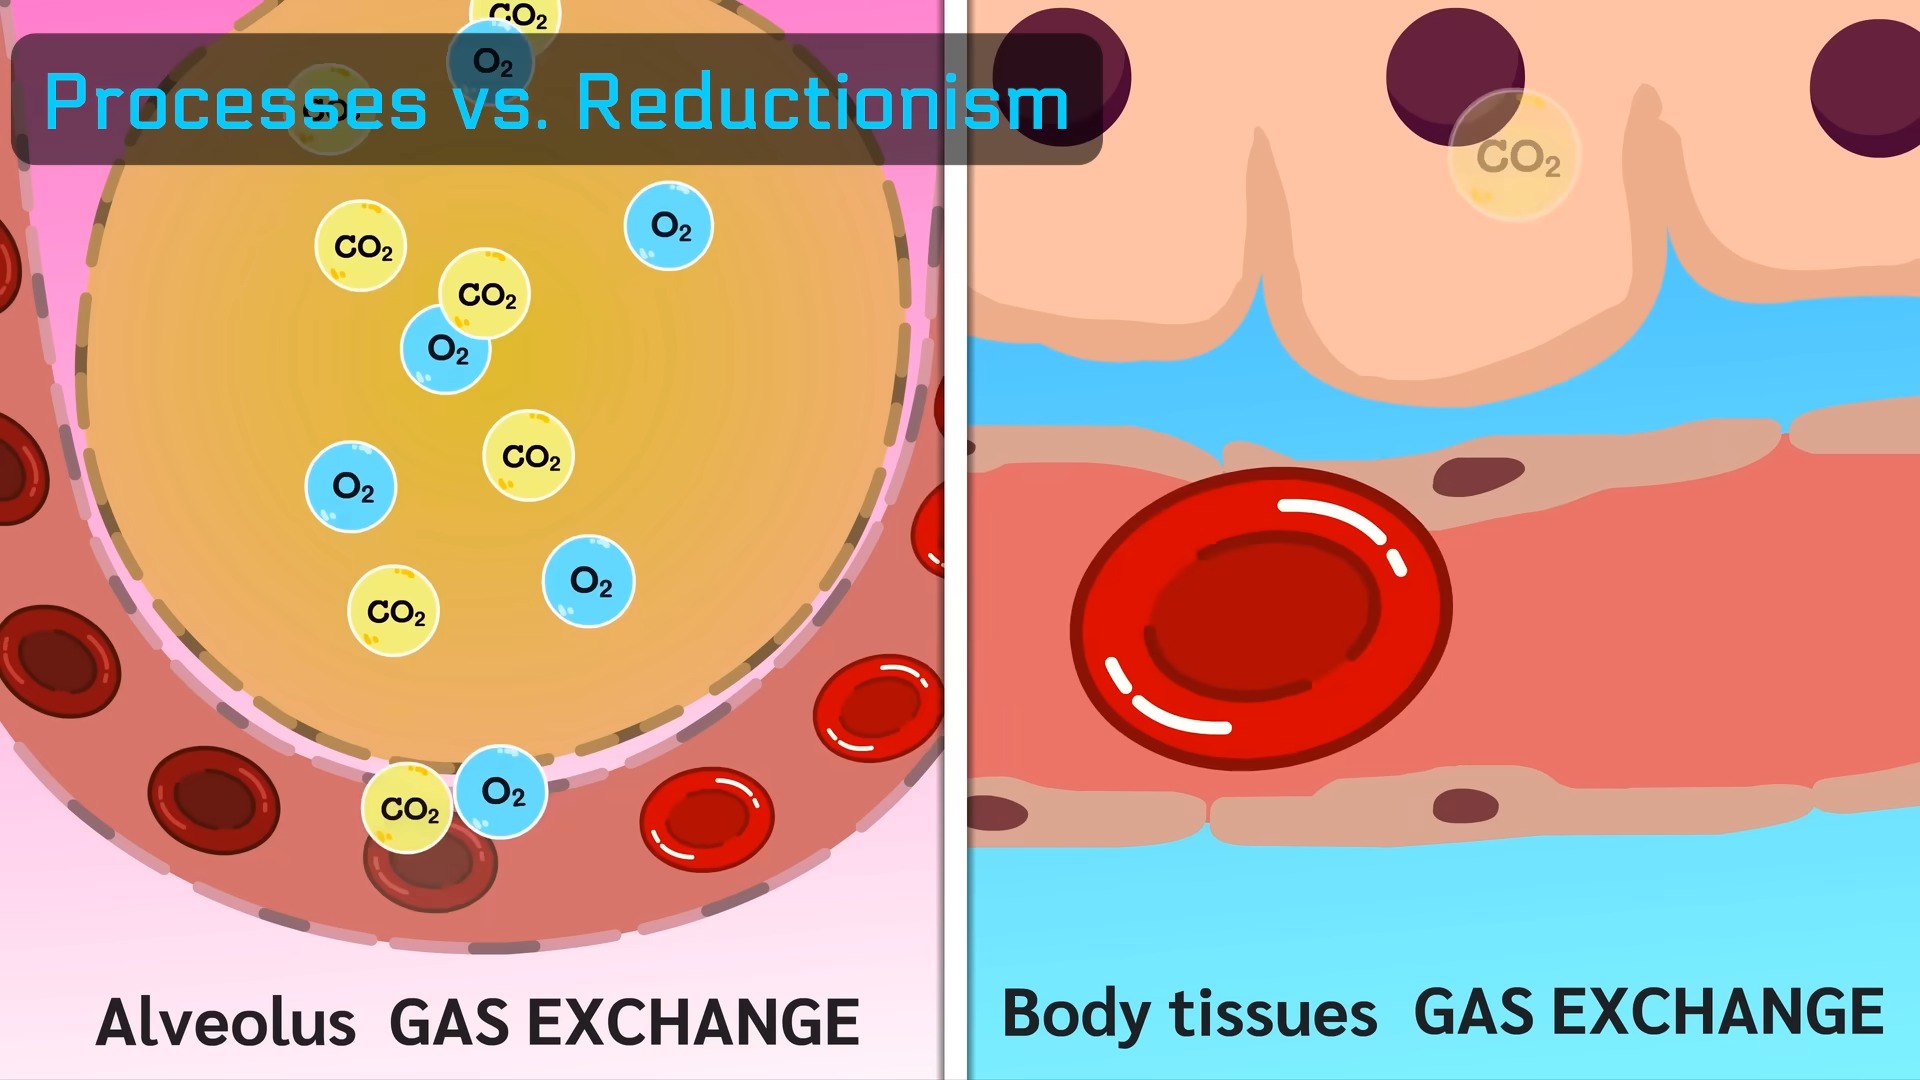 CO₂
O₂
Processes vs. Reductionism
CO₂
CO₂
CO₂
O₂
CO₂
O₂
CO₂
O₂
O₂
CO₂
O₂
CO₂
Alveolus GAS EXCHANGE
Body tissues GAS EXCHANGE